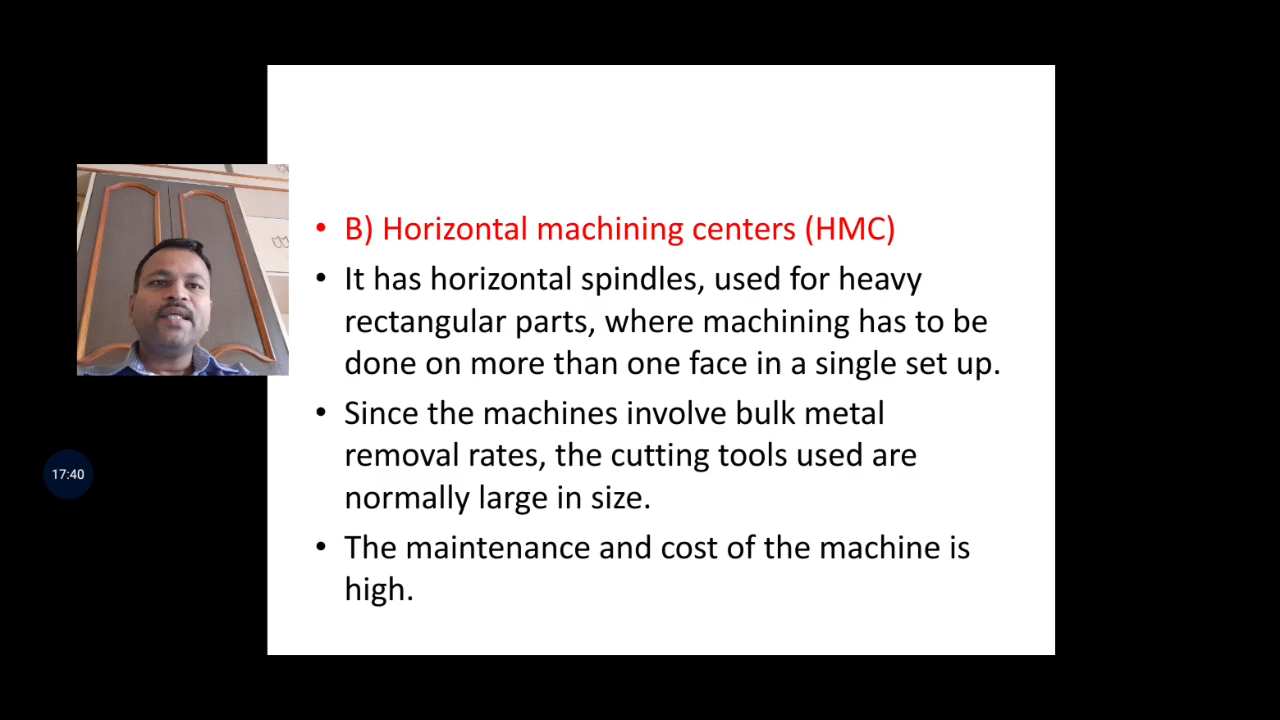 • B) Horizontal machining centers (HMC)
• It has horizontal spindles, used for heavy
rectangular parts, where machining has to be
done on more than one face in a single set up.
• Since the machines involve bulk metal
removal rates, the cutting tools used are
normally large in size.
• The maintenance and cost of the machine is
high.
17:40